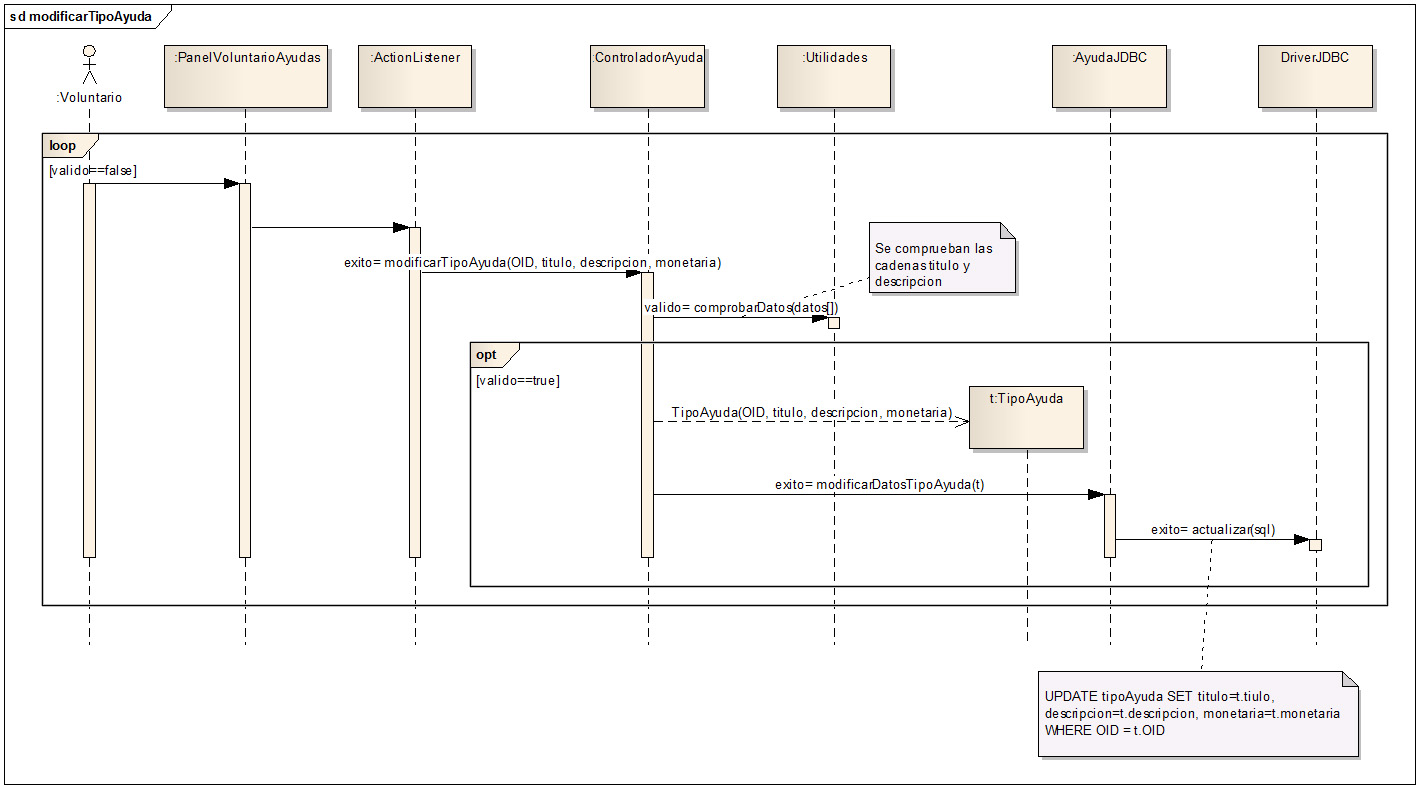 sd modificarTipoAyuda
:Voluntario
:PanelVoluntarioAyudas
:ActionListener
:ControladorAyuda
:Utilidades
:AyudaJDBC
DriverJDBC
loop
[valido==false]
Se comprueban las
cadenas titulo y
descripcion
exito= modificarTipoAyuda(OID, titulo, descripcion, monetaria)
valido= comprobarDatos(datos[])
opt
[valido==true]
t:TipoAyuda
TipoAyuda(OID, titulo, descripcion, monetaria)
exito= modificarDatosTipoAyuda(t)
exito= actualizar(sql)
UPDATE tipoAyuda SET titulo=t.tiulo,
descripcion=t.descripcion, monetaria=t.monetaria
WHERE OID = t.OID